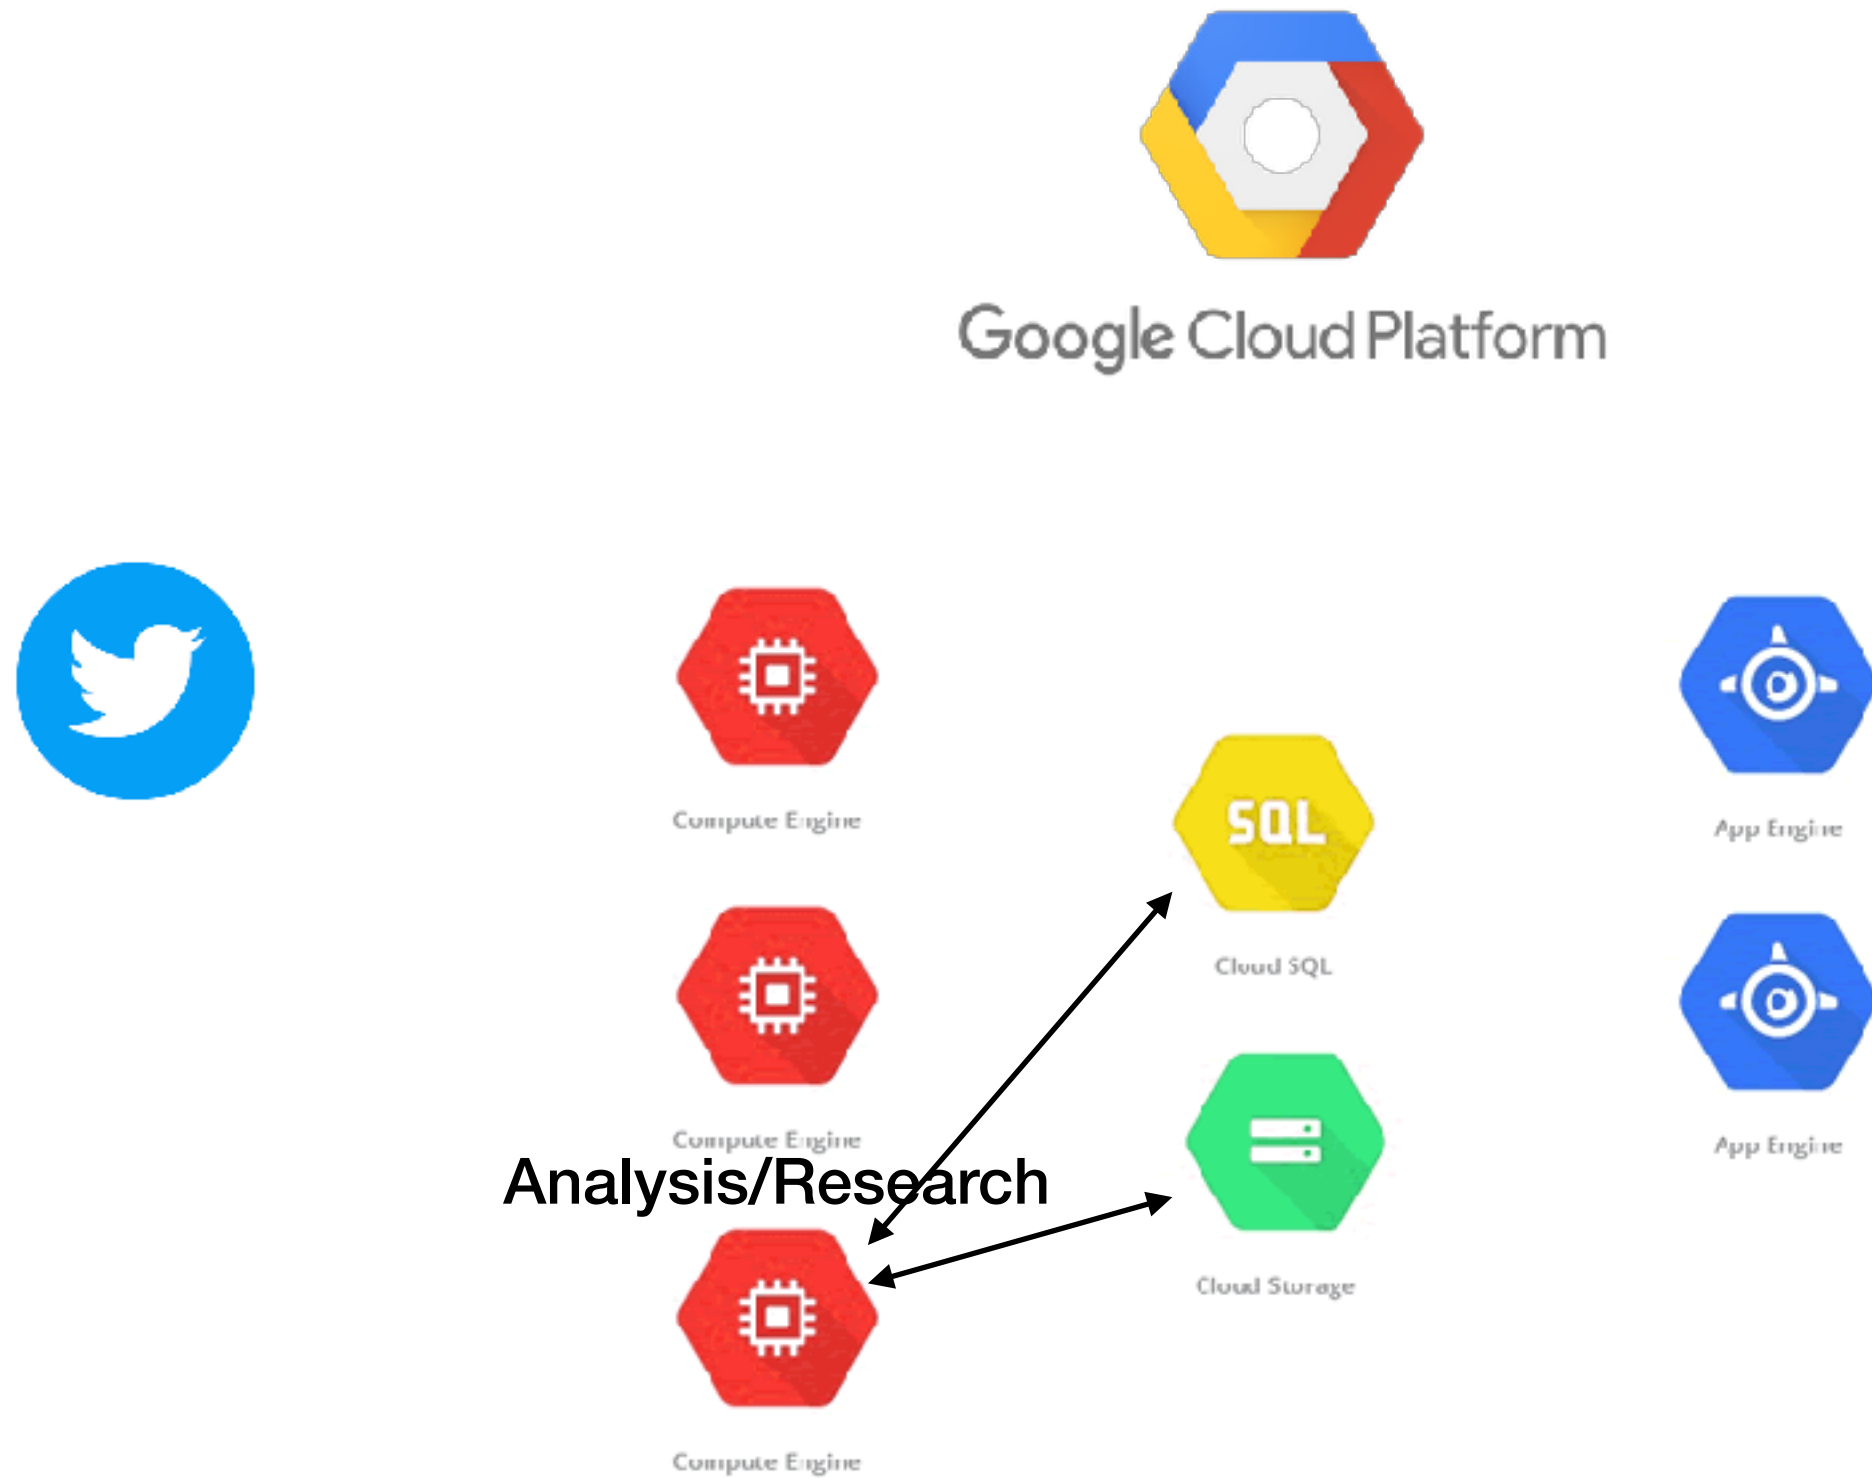 Google Cloud Platform
Compute Engine
App Engine
SQL
Cloud SQL
Compute Engine
App Engine
Analysis/Research
Cloud Storage
Compute Engine